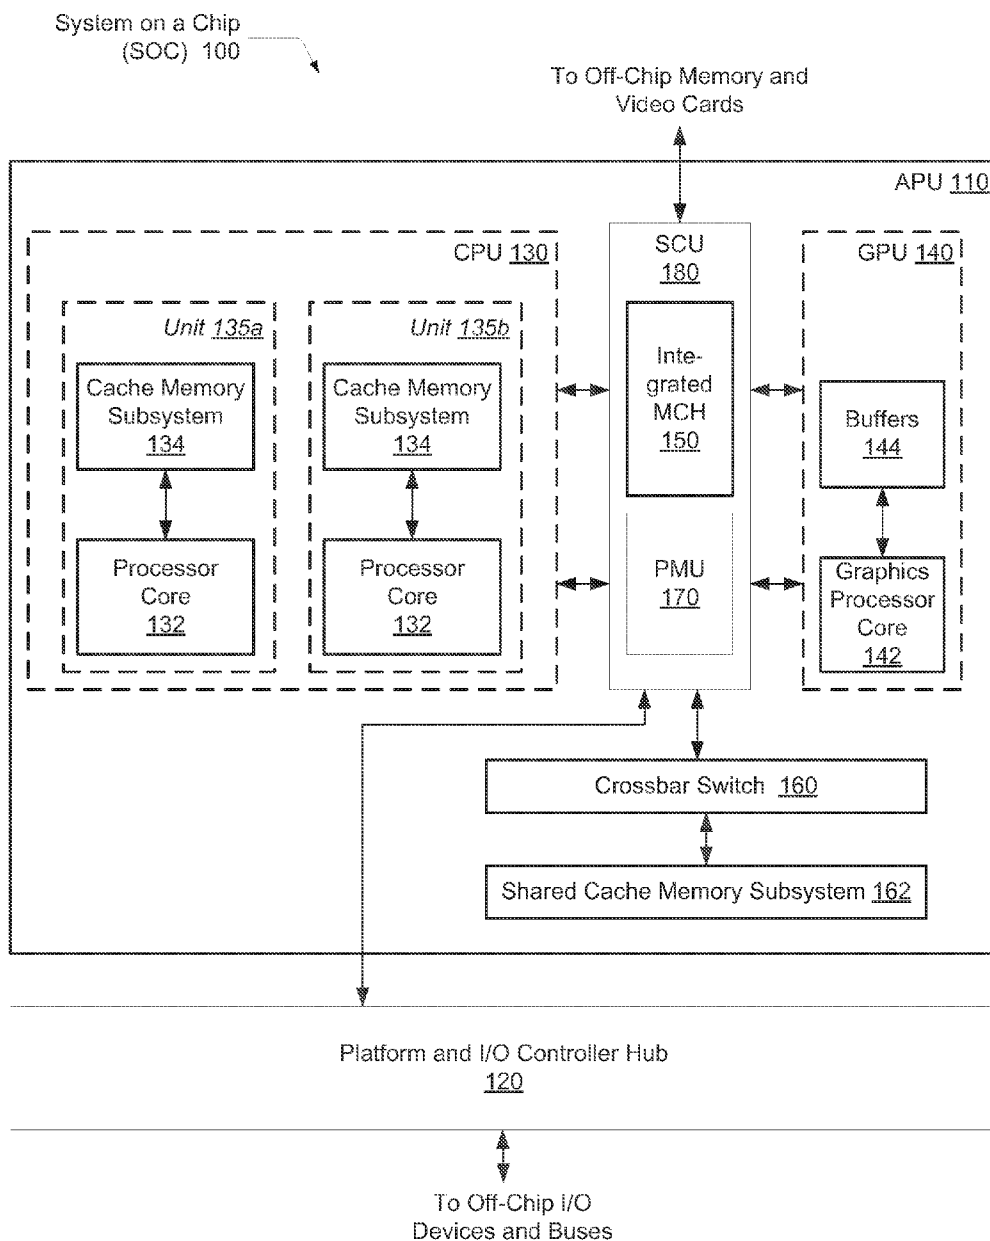 System on a Chip
(SOC) 100
To Off-Chip Memory and
Video Cards
APU 110
CPU 130
SCU
180
GPU 140
Unit 135a
Unit 135b
Cache Memory
Subsystem
134
Cache Memory
Subsystem
134
Inte-
grated
MCH
150
Buffers
144
Processor
Core
132
Processor
Core
132
PMU
170
Graphics
Processor
Core
142
Crossbar Switch 160
Shared Cache Memory Subsystem 162
Platform and I/O Controller Hub
120
To Off-Chip I/O
Devices and Buses